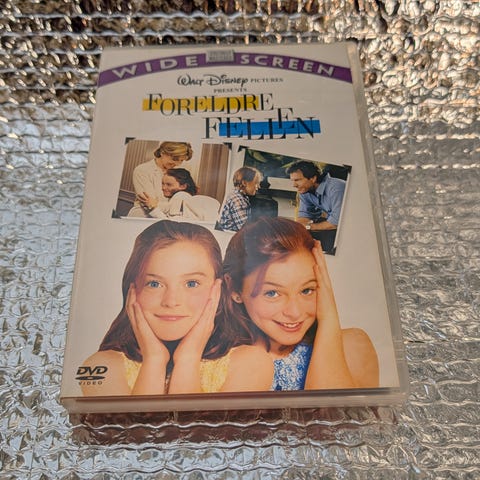 WIDE SCREEN
WALT DISNEY PICTURES
PRESENTS
FORELDRE
FELLEN
DVD
VIDEO